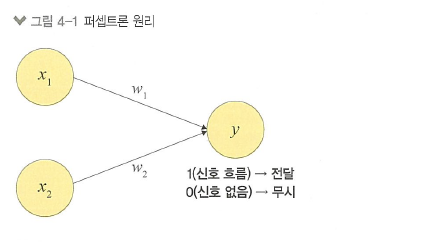 그림 4-1 퍼셉트론 원리
x1
w1
y
w2
x2
1(신호 흐름) → 전달
0(신호 없음) → 무시